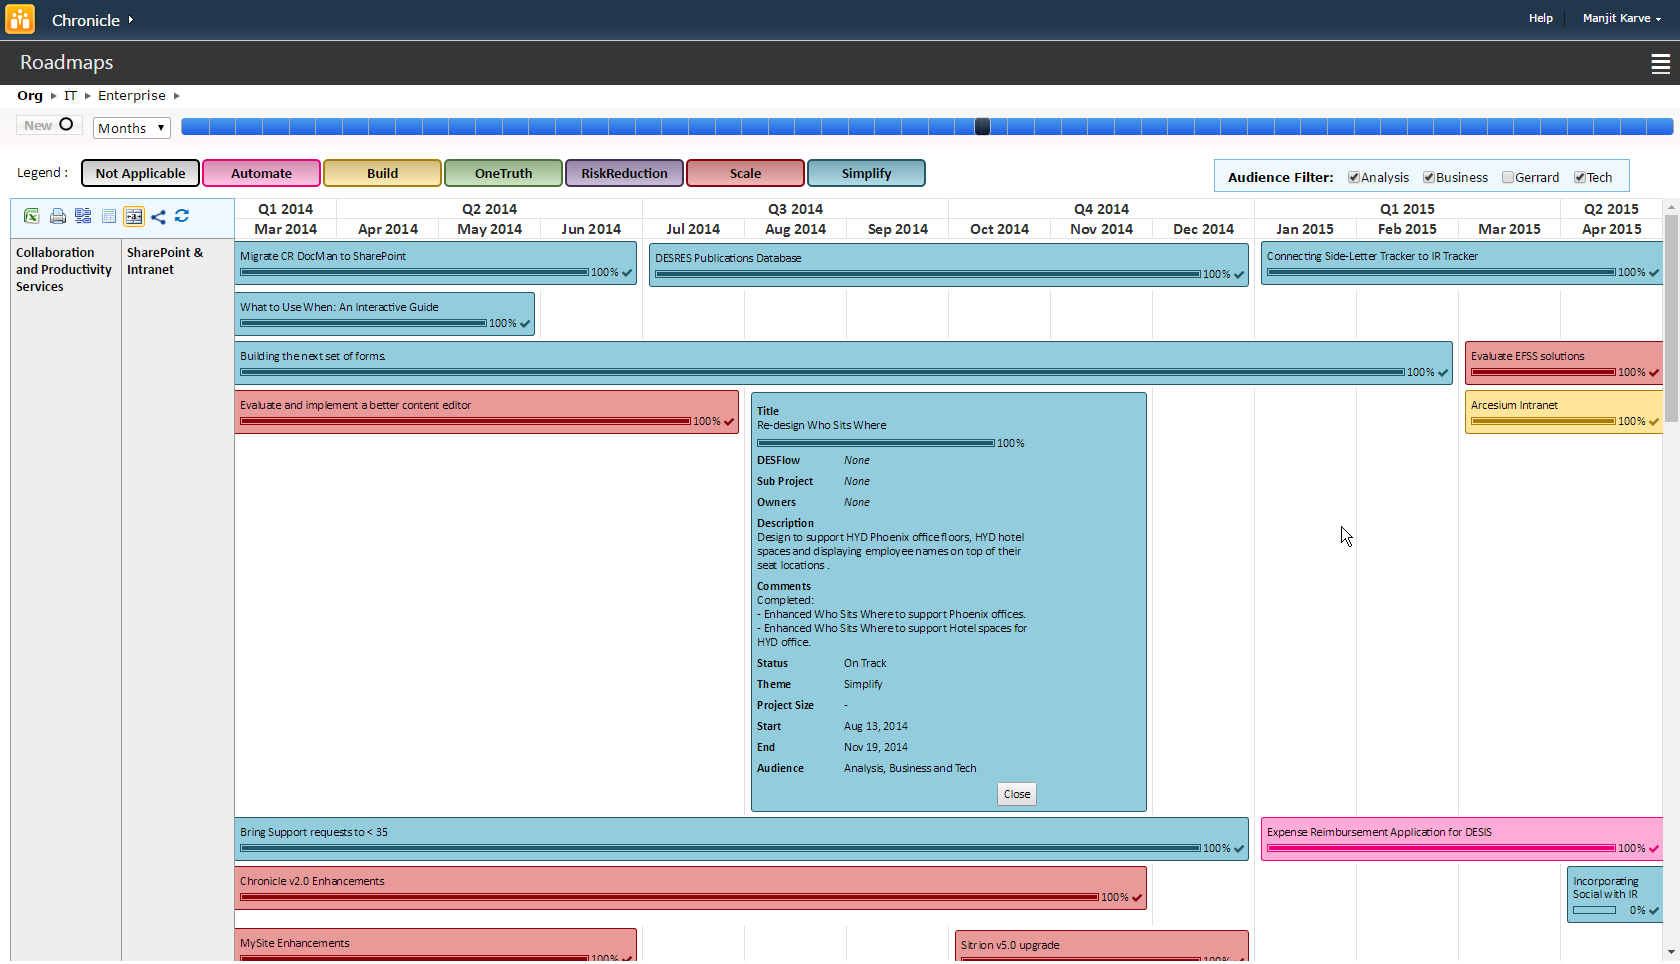 Chronicle
Help
Manjit Karve
Roadmaps
Org IT Enterprise
New
Months
Legend :
Not Applicable
Automate
Build
OneTruth
RiskReduction
Scale
Simplify
Audience Filter:
Analysis
Business
Gerrard
Tech
Q1 2014
Q2 2014
Q3 2014
Q4 2014
Q1 2015
Q2 2015
Mar 2014
Apr 2014
May 2014
Jun 2014
Jul 2014
Aug 2014
Sep 2014
Oct 2014
Nov 2014
Dec 2014
Jan 2015
Feb 2015
Mar 2015
Apr 2015
Collaboration
and Productivity
Services
SharePoint &
Intranet
Migrate CR DocMan to SharePoint
100%
DESRES Publications Database
100%
Connecting Side-Letter Tracker to IR Tracker
100%
What to Use When: An Interactive Guide
100%
Building the next set of forms.
100%
Evaluate EFSS solutions
100%
Evaluate and implement a better content editor
100%
Arcesium Intranet
100%
Title
Re-design Who Sits Where
100%
DESFlow None
Sub Project None
Owners None
Description
Design to support HYD Phoenix office floors, HYD hotel
spaces and displaying employee names on top of their
seat locations .
Comments
Completed:
- Enhanced Who Sits Where to support Phoenix offices.
- Enhanced Who Sits Where to support Hotel spaces for
HYD office.
Status On Track
Theme Simplify
Project Size -
Start Aug 13, 2014
End Nov 19, 2014
Audience Analysis, Business and Tech
Close
Bring Support requests to < 35
100%
Expense Reimbursement Application for DESIS
100%
Chronicle v2.0 Enhancements
100%
Incorporating
Social with IR
0%
MySite Enhancements
100%
Sitrion v5.0 upgrade
100%